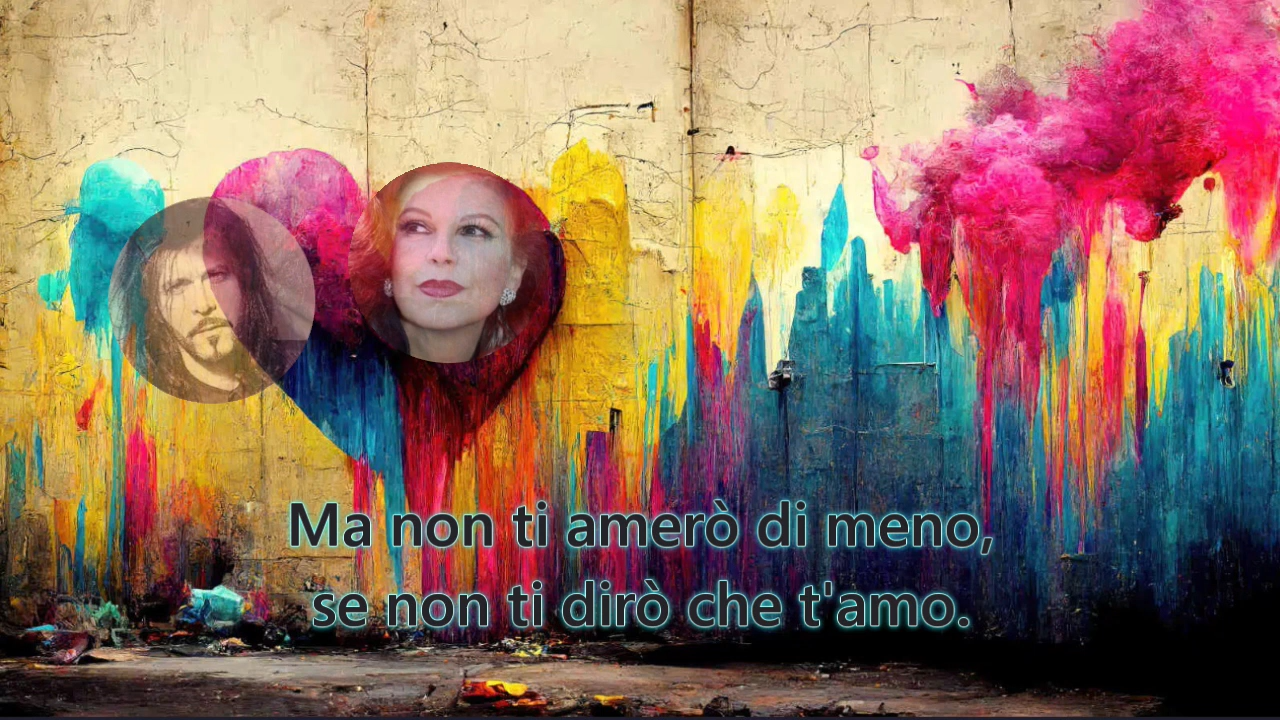 Ma non ti amerò di meno,
se non ti dirò che t'amo.